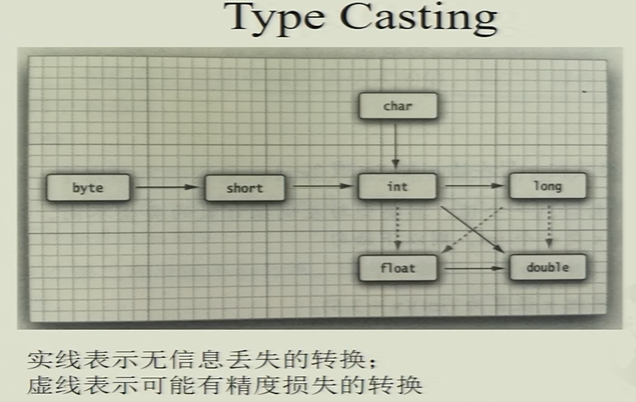 Type Casting
char
byte
short
int
long
float
double
实线表示无信息丢失的转换；
虚线表示可能有精度损失的转换